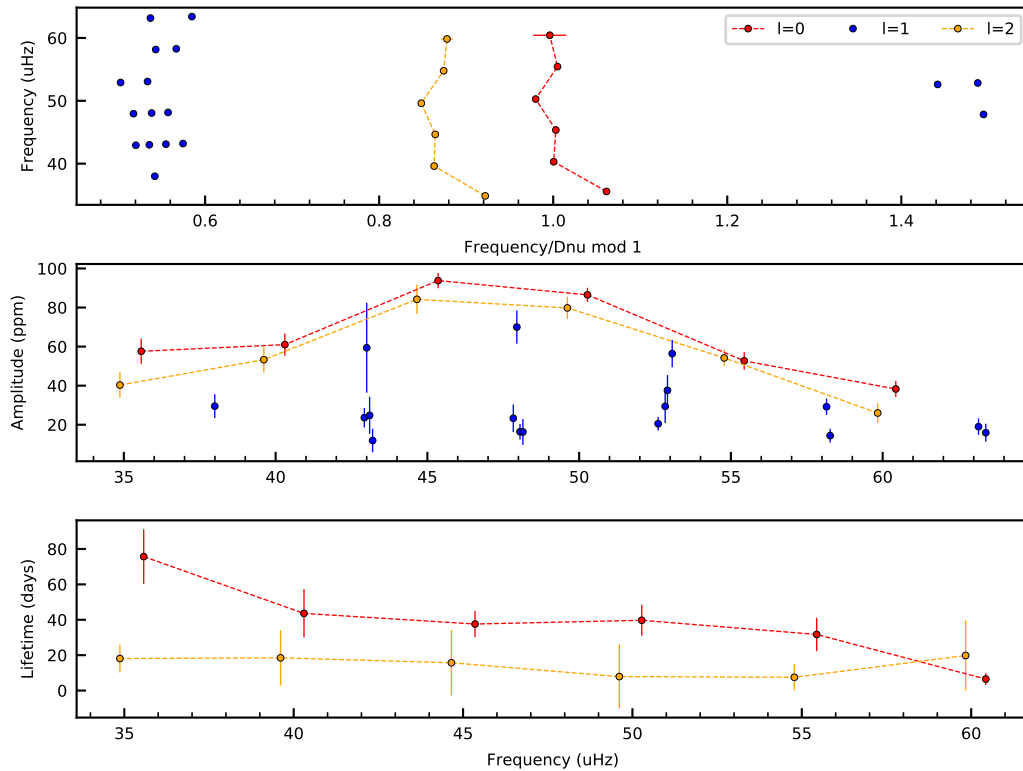 60
50
40
Frequency (uHz)
l=0 l=1 l=2
0.6 0.8 1.0 1.2 1.4
Frequency/Dnu mod 1
100
80
60
40
20
Amplitude (ppm)
35 40 45 50 55 60
80
60
40
20
0
Lifetime (days)
35 40 45 50 55 60
Frequency (uHz)